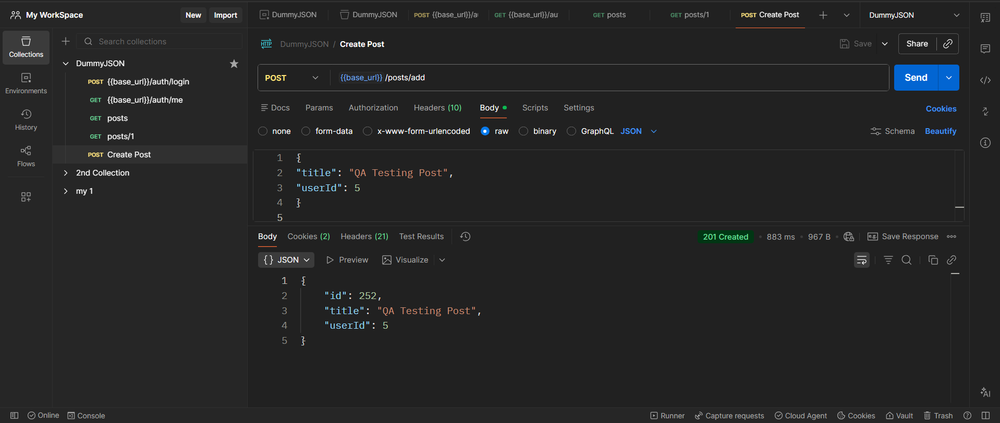 My WorkSpace
New
Import
DummyJSON
DummyJSON
POST {{base_url}}/a
GET {{base_url}}/au
GET posts
GET posts/1
POST Create Post
DummyJSON
Collections
Environments
History
Flows
Search collections
DummyJSON
POST {{base_url}}/auth/login
GET {{base_url}}/auth/me
GET posts
GET posts/1
POST Create Post
2nd Collection
my 1
HTTP DummyJSON / Create Post
Save
Share
POST {{base_url}}/posts/add
Send
Docs Params Authorization Headers (10) Body Scripts Settings
Cookies
none form-data x-www-form-urlencoded raw binary GraphQL JSON
Schema Beautify
1 {
2 "title": "QA Testing Post",
3 "userId": 5
4 }
5
Body Cookies (2) Headers (21) Test Results
201 Created • 883 ms • 967 B •
e.g. Save Response
{} JSON Preview Visualize
1 {
2 "id": 252,
3 "title": "QA Testing Post",
4 "userId": 5
5 }
AI
Online Console
Runner Capture requests Cloud Agent Cookies Vault Trash